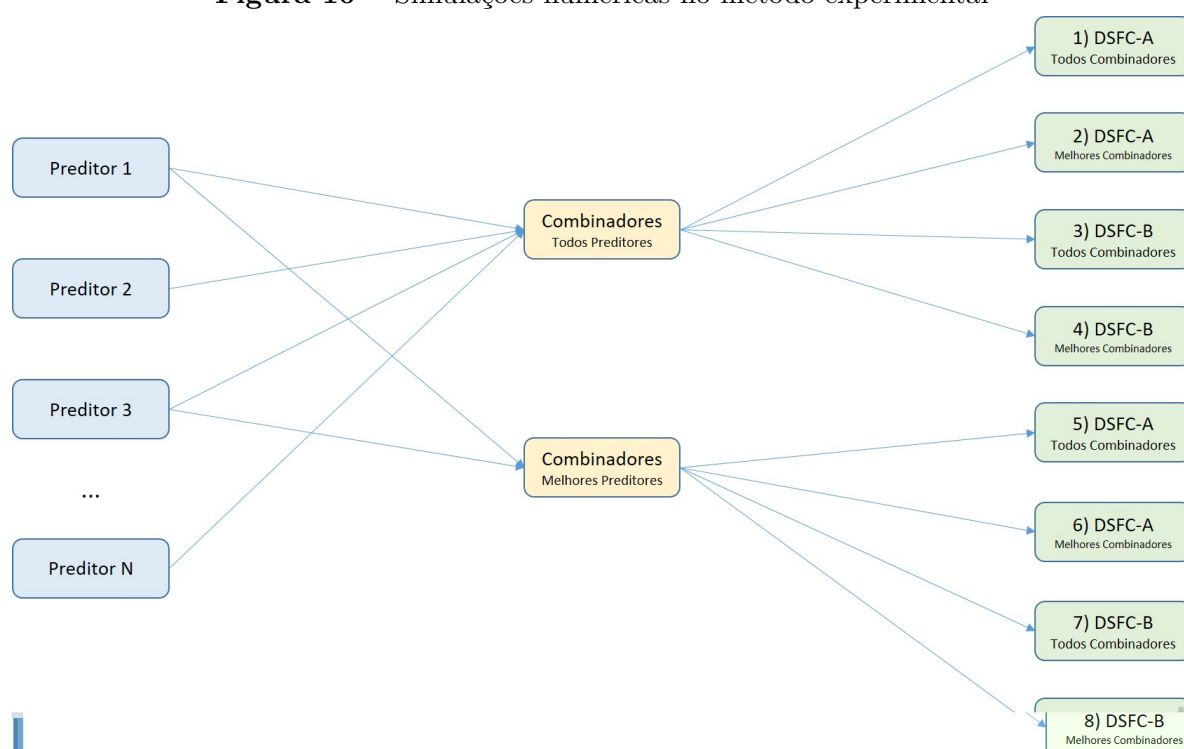 Figura 10 – Simulações numéricas no método experimental
Preditor 1
Preditor 2
Preditor 3
...
Preditor N
Combinadores
Todos Preditores
Combinadores
Melhores Preditores
1) DSFC-A
Todos Combinadores
2) DSFC-A
Melhores Combinadores
3) DSFC-B
Todos Combinadores
4) DSFC-B
Melhores Combinadores
5) DSFC-A
Todos Combinadores
6) DSFC-A
Melhores Combinadores
7) DSFC-B
Todos Combinadores
8) DSFC-B
Melhores Combinadores